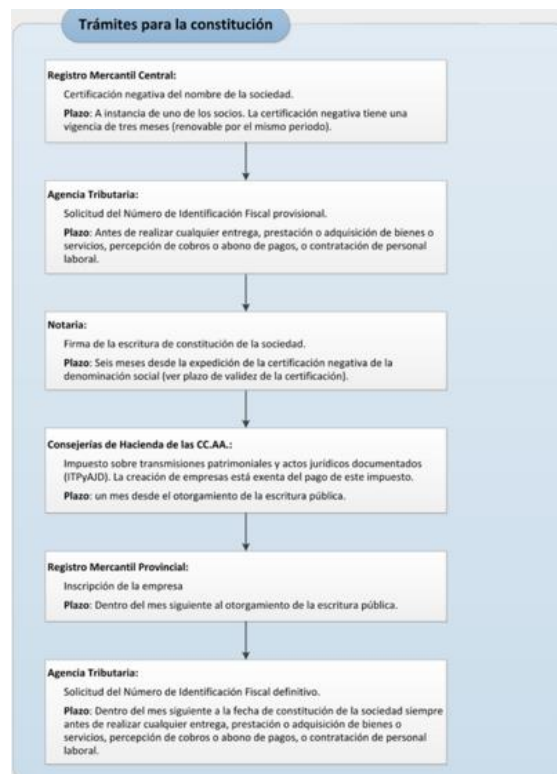 Trámites para la constitución
Registro Mercantil Central:
Certificación negativa del nombre de la sociedad.
Plazo: A instancia de uno de los socios. La certificación negativa tiene una
vigencia de tres meses (renovable por el mismo periodo).
Agencia Tributaria:
Solicitud del Número de Identificación Fiscal provisional.
Plazo: Antes de realizar cualquier entrega, prestación o adquisición de bienes o
servicios, percepción de cobros o abono de pagos, o contratación de personal
laboral.
Notaria:
Firma de la escritura de constitución de la sociedad.
Plazo: Seis meses desde la expedición de la certificación negativa de la
denominación social (ver plazo de validez de la certificación).
Consejerías de Hacienda de las CC.AA.:
Impuesto sobre transmisiones patrimoniales y actos jurídicos documentados
(ITPyAJD). La creación de empresas está exenta del pago de este impuesto.
Plazo: un mes desde el otorgamiento de la escritura pública.
Registro Mercantil Provincial:
Inscripción de la empresa
Plazo: Dentro del mes siguiente al otorgamiento de la escritura pública.
Agencia Tributaria:
Solicitud del Número de Identificación Fiscal definitivo.
Plazo: Dentro del mes siguiente a la fecha de constitución de la sociedad siempre
antes de realizar cualquier entrega, prestación o adquisición de bienes o
servicios, percepción de cobros o abono de pagos, o contratación de personal
laboral.